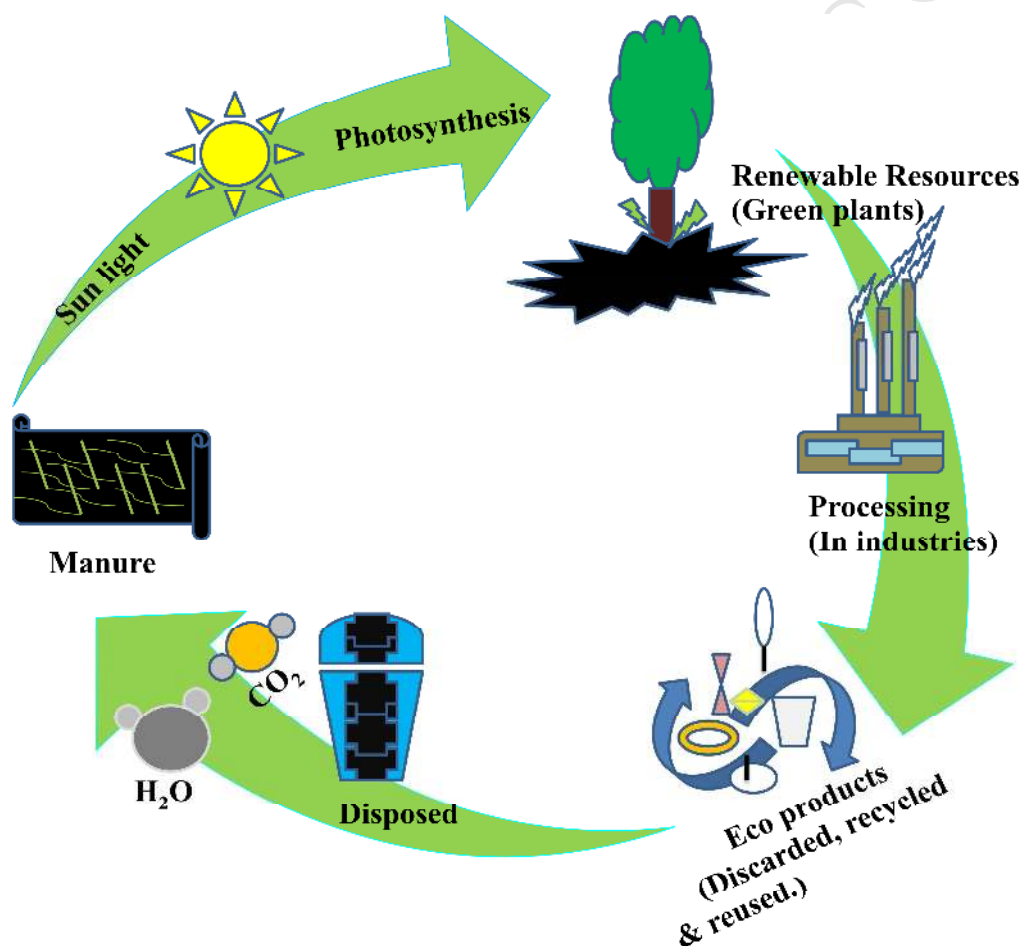 Photosynthesis
Sun light
Renewable Resources
(Green plants)
Processing
(In industries)
Manure
CO₂
H₂O
Disposed
Eco products
(Discarded, recycled
& reused.)